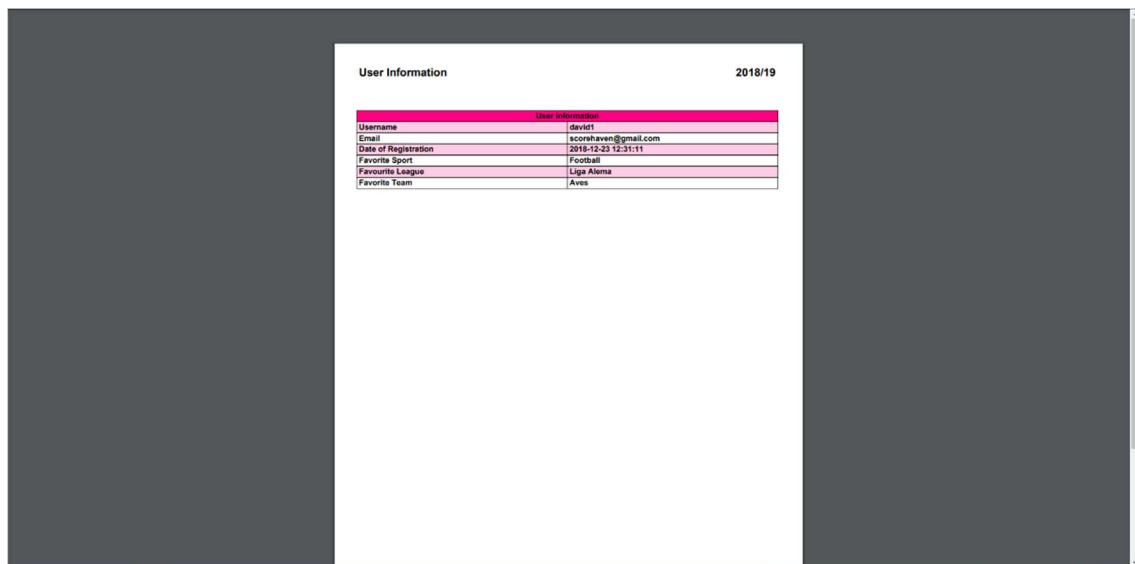 User Information 2018/19
User Information
Username david1
Email scorehaven@gmail.com
Date of Registration 2018-12-23 12:31:11
Favorite Sport Football
Favourite League Liga Alema
Favorite Team Aves